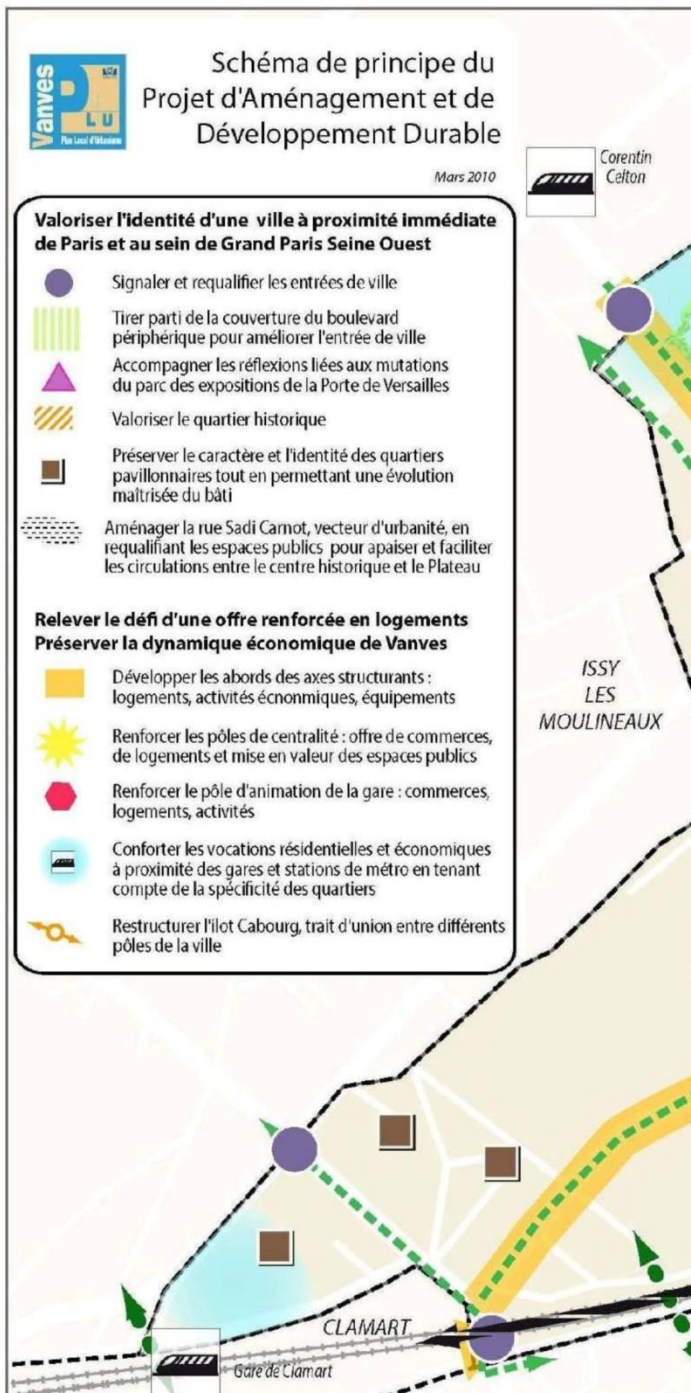 Vanves
PLU
Plan Local d'Urbanisme
Schéma de principe du
Projet d'Aménagement et de
Développement Durable
Mars 2010
Corentin
Celton
Valoriser l'identité d'une ville à proximité immédiate
de Paris et au sein de Grand Paris Seine Ouest
Signaler et requalifier les entrées de ville
Tirer parti de la couverture du boulevard
périphérique pour améliorer l'entrée de ville
Accompagner les réflexions liées aux mutations
du parc des expositions de la Porte de Versailles
Valoriser le quartier historique
Préserver le caractère et l'identité des quartiers
pavillonnaires tout en permettant une évolution
maîtrisée du bâti
Aménager la rue Sadi Carnot, vecteur d'urbanité, en
requalifiant les espaces publics pour apaiser et faciliter
les circulations entre le centre historique et le Plateau
Relever le défi d'une offre renforcée en logements
Préserver la dynamique économique de Vanves
Développer les abords des axes structurants :
logements, activités écnonmiques, équipements
Renforcer les pôles de centralité : offre de commerces,
de logements et mise en valeur des espaces publics
Renforcer le pôle d'animation de la gare : commerces,
logements, activités
Conforter les vocations résidentielles et économiques
à proximité des gares et stations de métro en tenant
compte de la spécificité des quartiers
Restructurer l'ilot Cabourg, trait d'union entre différents
pôles de la ville
ISSY
LES
MOULINEAUX
CLAMART
Gare de Clamart